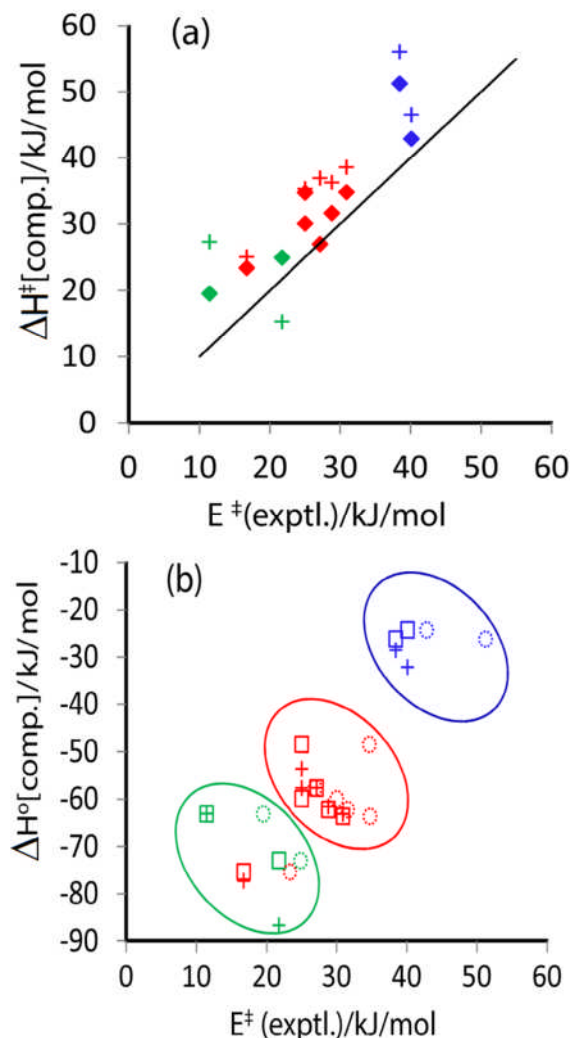 (a)
60
50
40
30
20
10
0
ΔH‡[comp.]/kJ/mol
0 10 20 30 40 50 60
E‡(exptl.)/kJ/mol
(b)
-10
-20
-30
-40
-50
-60
-70
-80
-90
ΔHº[comp.]/kJ/mol
0 10 20 30 40 50 60
E‡ (exptl.)/kJ/mol